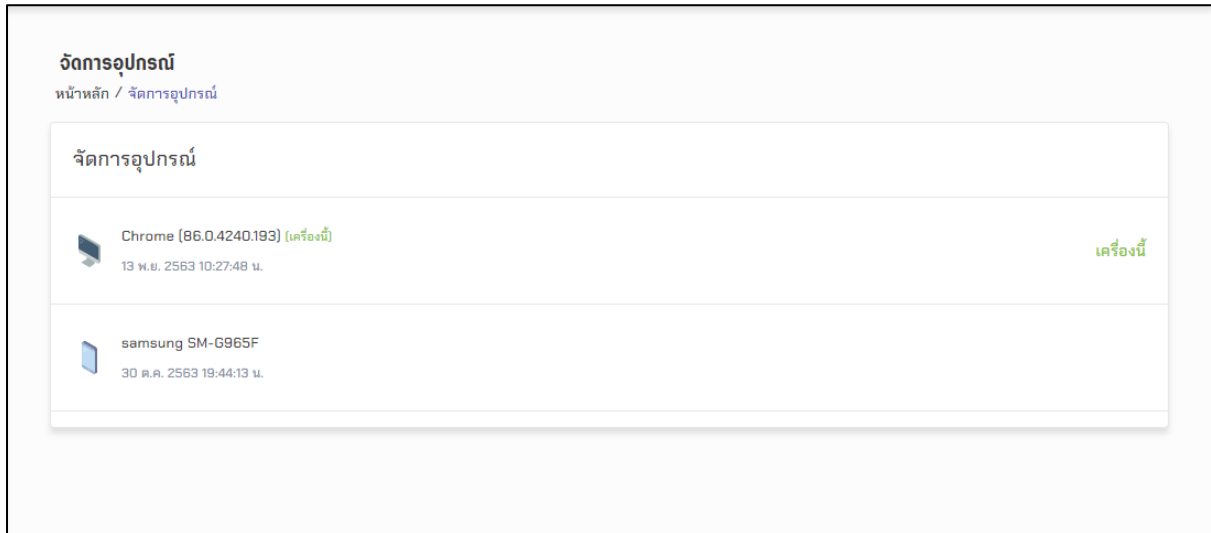 จัดการอุปกรณ์
หน้าหลัก / จัดการอุปกรณ์
จัดการอุปกรณ์
Chrome (86.0.4240.193) (เครื่องนี้)
เครื่องนี้
13 พ.ย. 2563 10:27:48 น.
samsung SM-G965F
30 ต.ค. 2563 19:44:13 น.